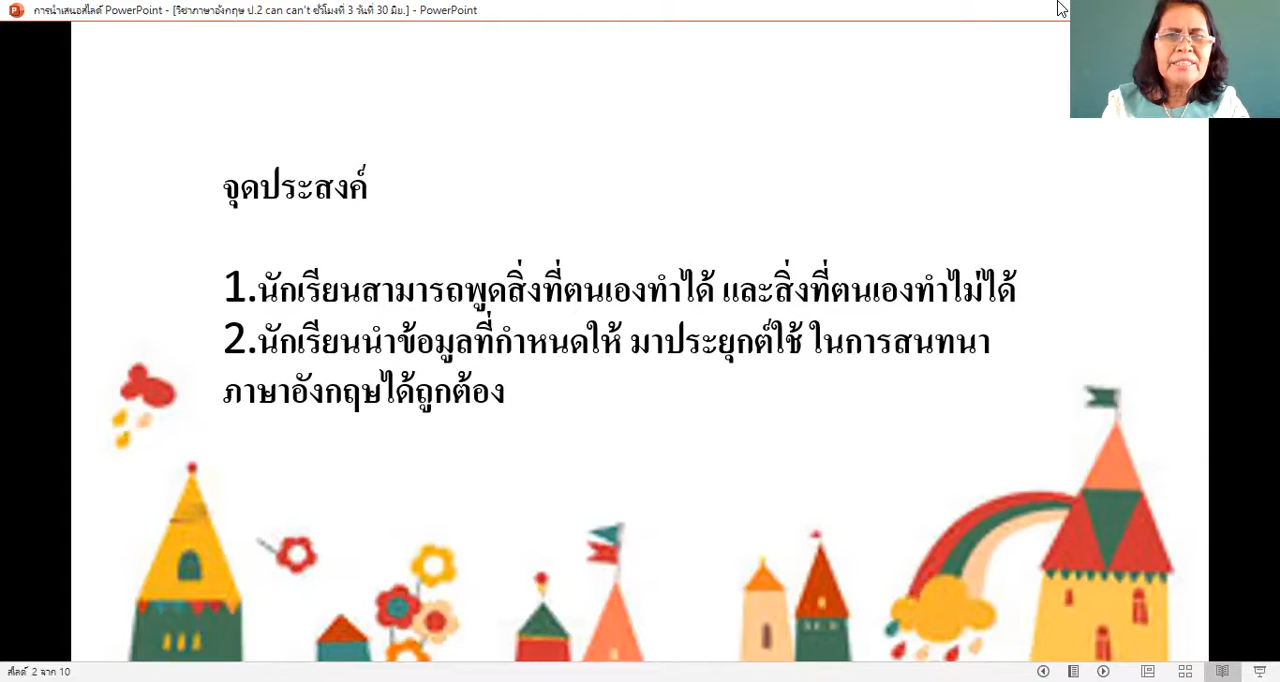 การนำเสนอสไลด์ PowerPoint - [วิชาภาษาอังกฤษ ป.2 can can't ชั่วโมงที่ 3 วันที่ 30 มิย.] - PowerPoint
จุดประสงค์
1.นักเรียนสามารถพูดสิ่งที่ตนเองทำได้ และสิ่งที่ตนเองทำไม่ได้
2.นักเรียนนำข้อมูลที่กำหนดให้ มาประยุกต์ใช้ ในการสนทนา
ภาษาอังกฤษได้ถูกต้อง
สไลด์ 2 จาก 10